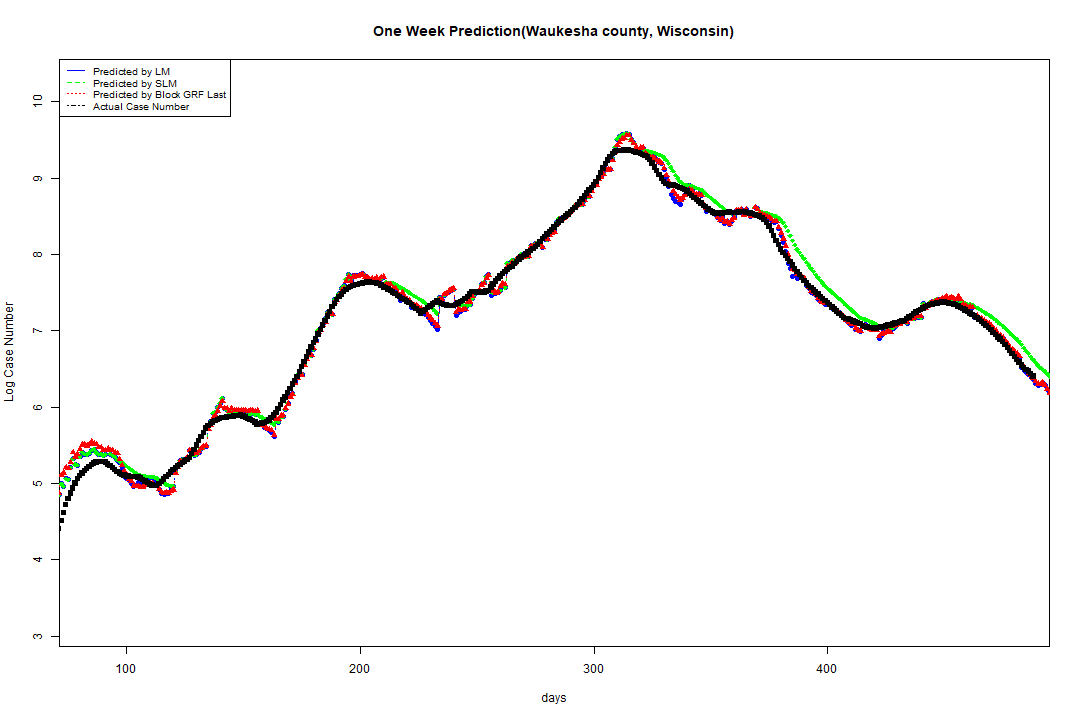 One Week Prediction(Waukesha county, Wisconsin)
Predicted by LM
Predicted by SLM
Predicted by Block GRF Last
Actual Case Number
10
9
8
7
6
5
4
3
Log Case Number
100 200 300 400
days